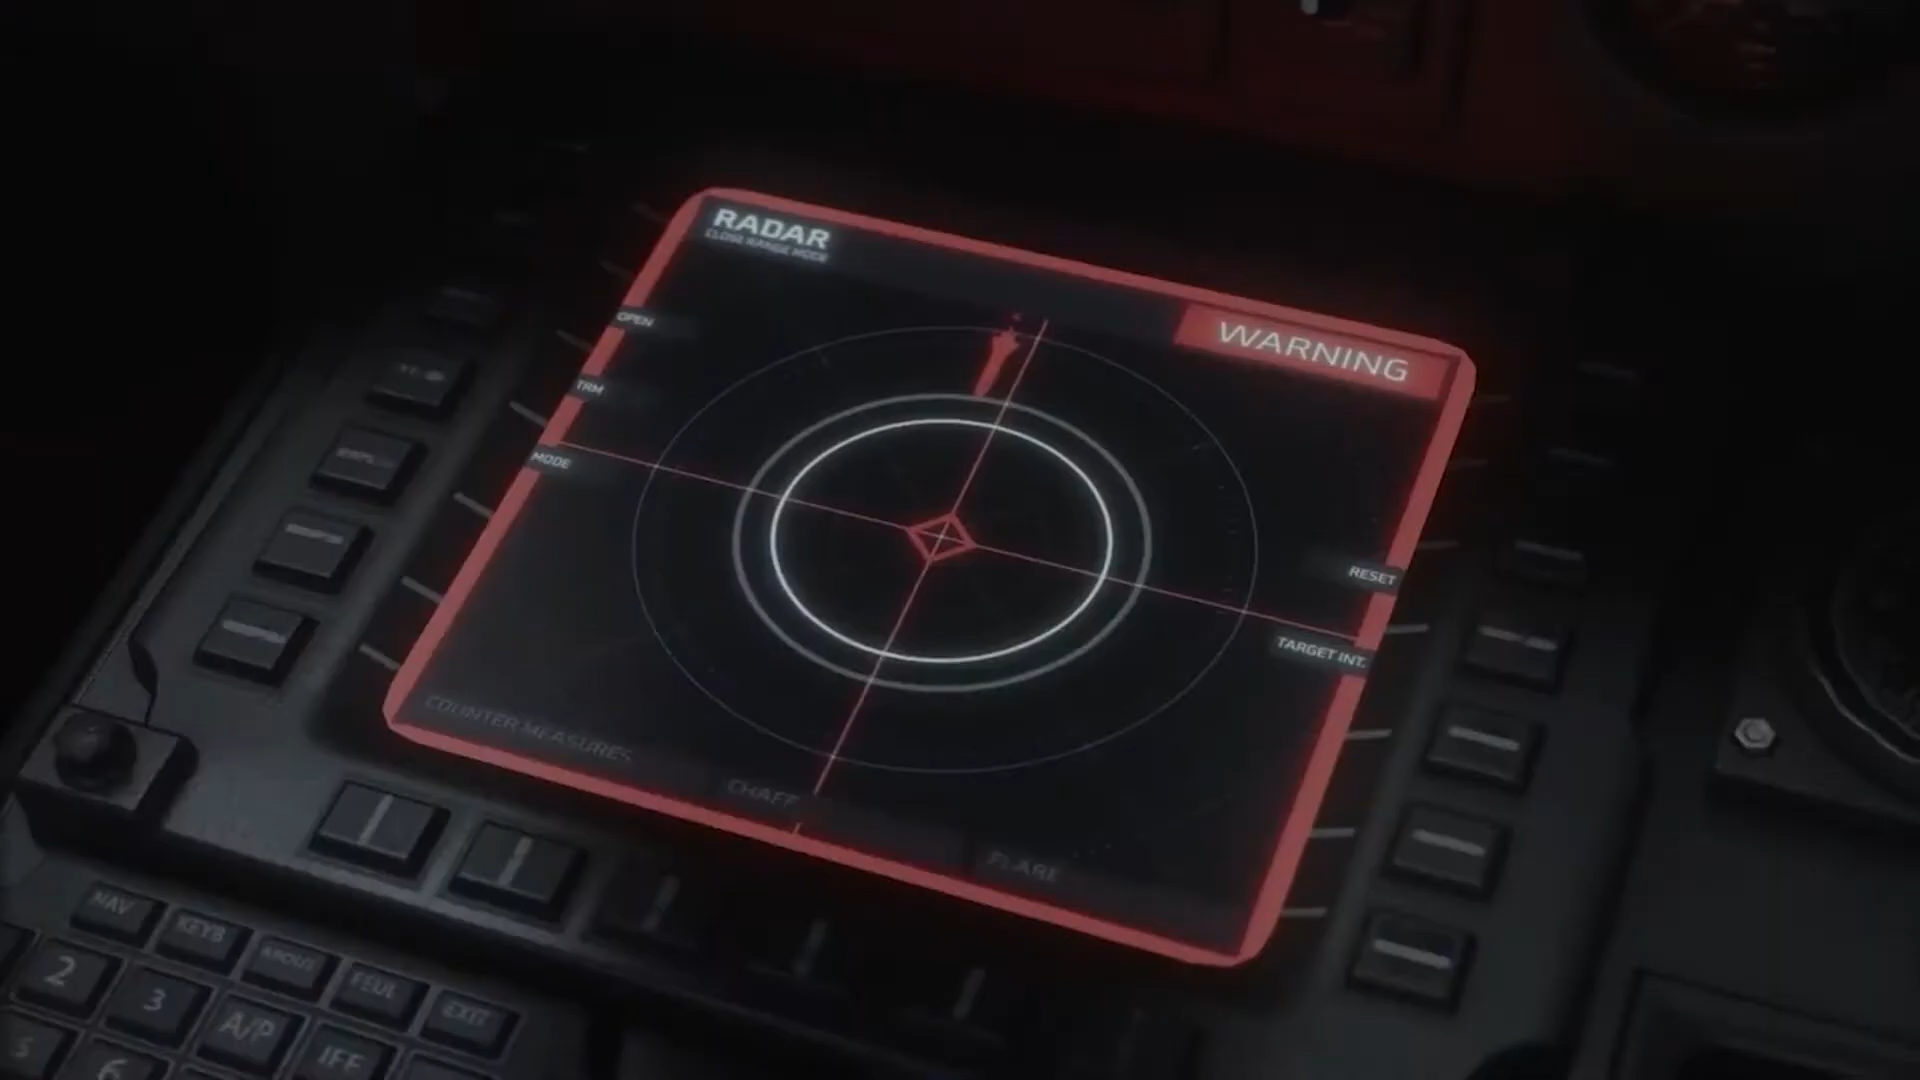 RADAR
CLOSE RANGE MODE
WARNING
OPEN
TRM
MODE
RESET
TARGET INT.
COUNTER MEASURES
CHAFF
FLARE
NAV
KEYB
FEUL
EXIT
2
3
A/P
IFF
5
6